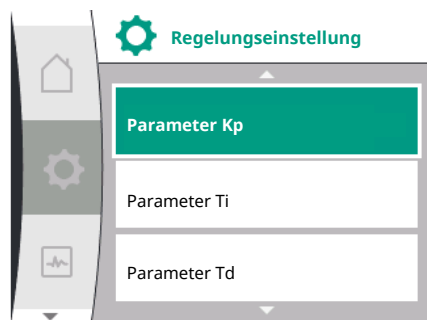 Regelungseinstellung
Parameter Kp
Parameter Ti
Parameter Td